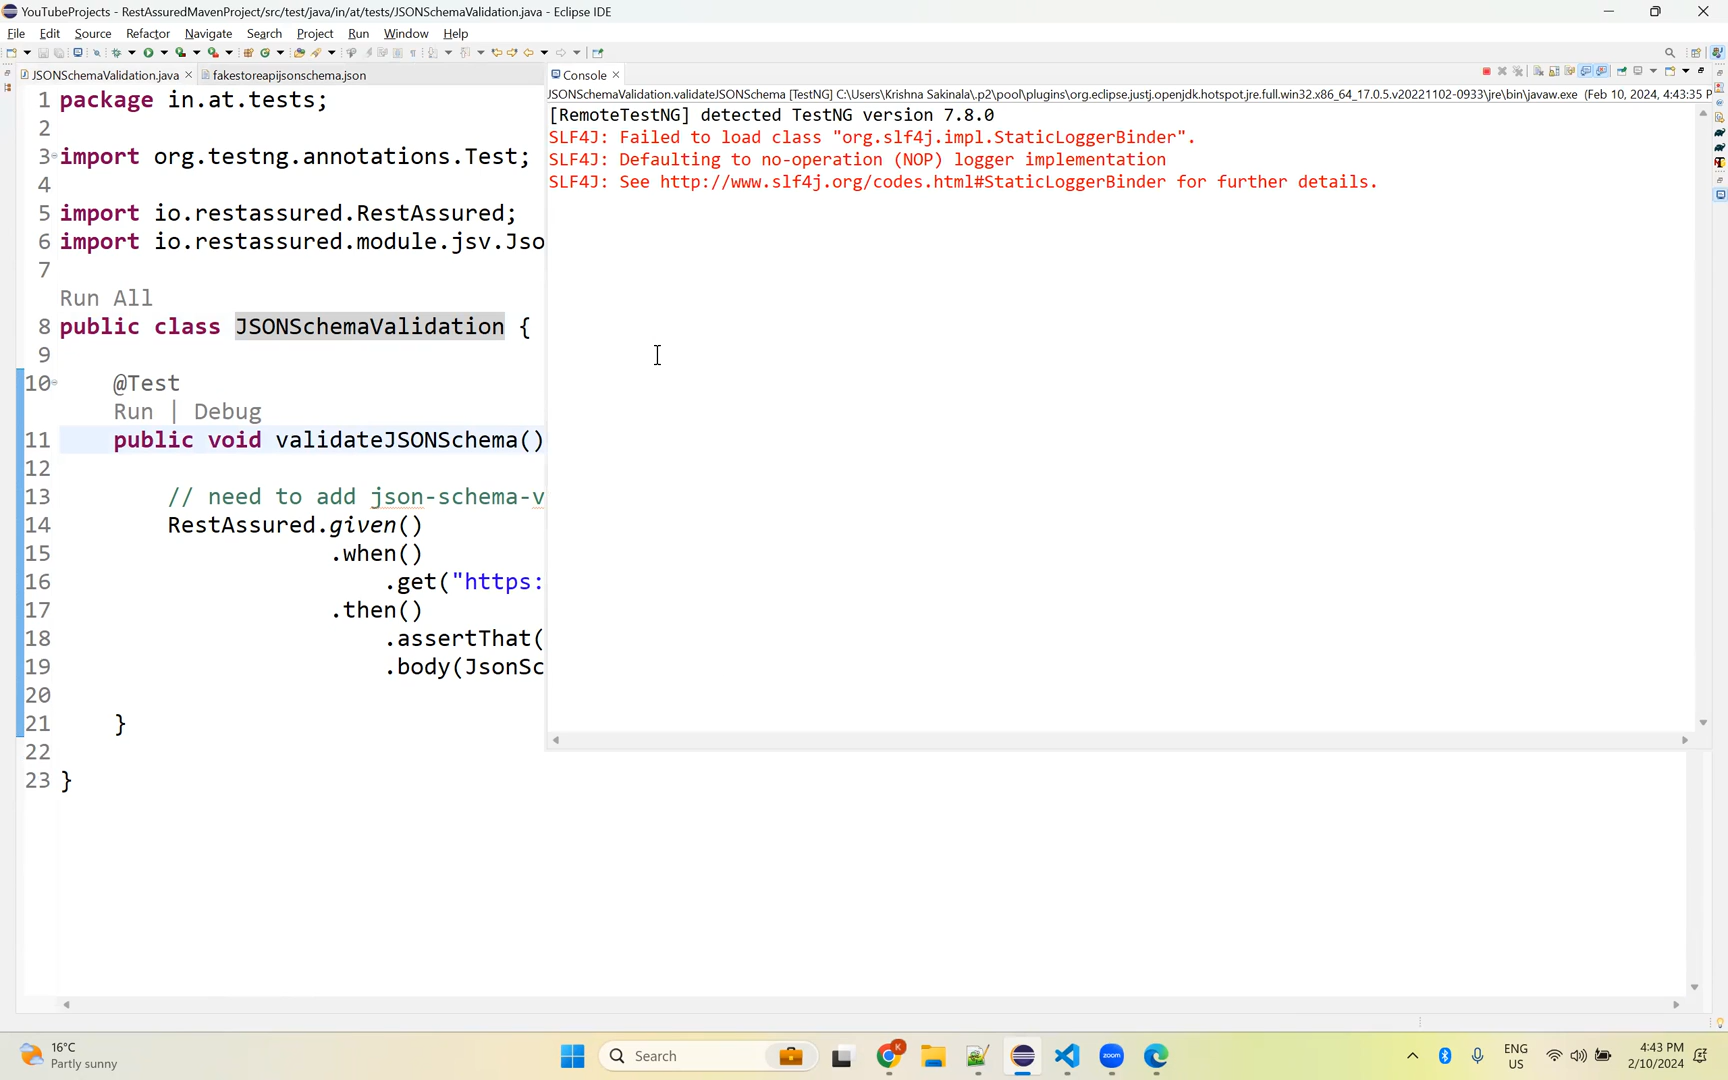 YouTubeProjects - RestAssuredMavenProject/src/test/java/in/at/tests/JSONSchemaValidation.java - Eclipse IDE
File Edit Source Refactor Navigate Search Project Run Window Help
JSONSchemaValidation.java fakestoreapijsonschema.json
1 package in.at.tests;
2
3 import org.testng.annotations.Test;
4
5 import io.restassured.RestAssured;
6 import io.restassured.module.jsv.Jso
7
Run All
8 public class JSONSchemaValidation {
9
10 @Test
Run | Debug
11 public void validateJSONSchema()
12
13 // need to add json-schema-v
14 RestAssured.given()
15 .when()
16 .get("https:
17 .then()
18 .assertThat(
19 .body(JsonSc
20
21 }
22
23 }
Console
JSONSchemaValidation.validateJSONSchema [TestNG] C:\Users\Krishna Sakinala\.p2\pool\plugins\org.eclipse.justj.openjdk.hotspot.jre.full.win32.x86_64_17.0.5.v20221102-0933\jre\bin\javaw.exe (Feb 10, 2024, 4:43:35 P
[RemoteTestNG] detected TestNG version 7.8.0
SLF4J: Failed to load class "org.slf4j.impl.StaticLoggerBinder".
SLF4J: Defaulting to no-operation (NOP) logger implementation
SLF4J: See http://www.slf4j.org/codes.html#StaticLoggerBinder for further details.
16°C
Partly sunny
Search
K
zoom
ENG
US
4:43 PM
2/10/2024